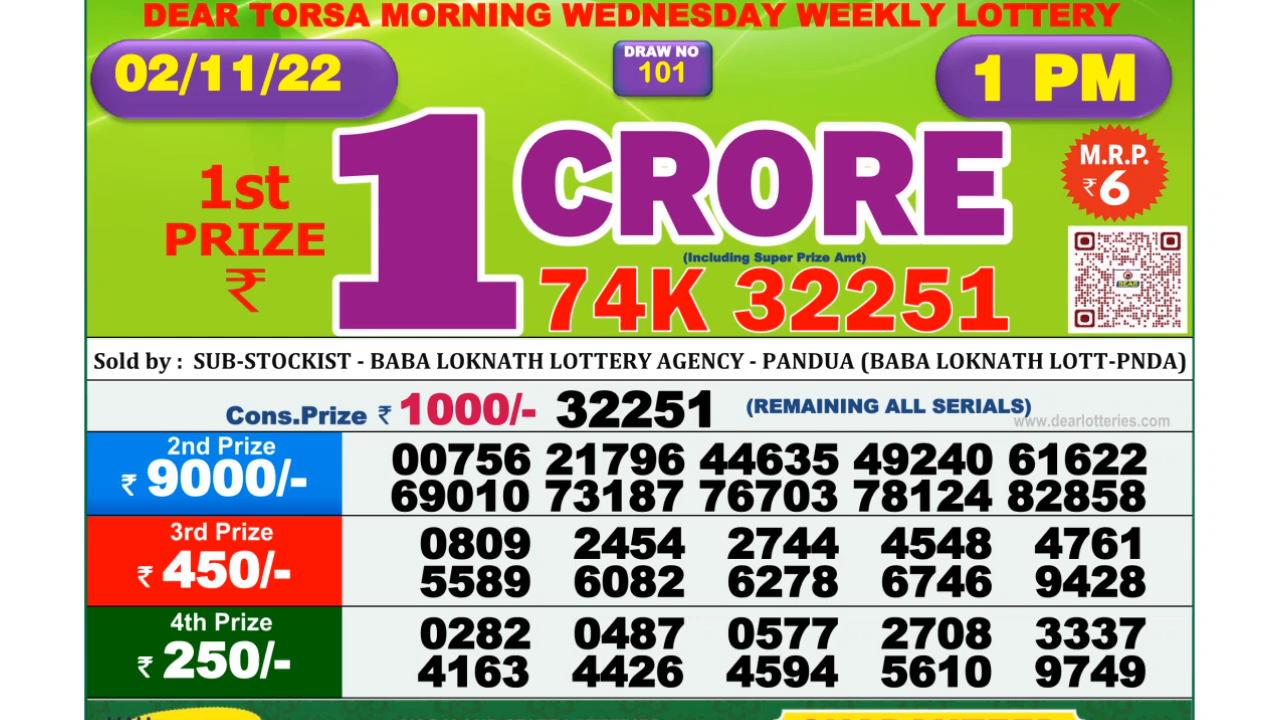 DEAR TORSA MORNING WEDNESDAY WEEKLY LOTTERY
02/11/22
DRAW NO
101
1 PM
1st
PRIZE
₹
1 CRORE
(Including Super Prize Amt)
74K 32251
M.R.P.
₹6
DEAR
Sold by : SUB-STOCKIST - BABA LOKNATH LOTTERY AGENCY - PANDUA (BABA LOKNATH LOTT-PNDA)
Cons.Prize ₹ 1000/- 32251 (REMAINING ALL SERIALS)
www.dearlotteries.com
2nd Prize
₹ 9000/-
00756 21796 44635 49240 61622
69010 73187 76703 78124 82858
3rd Prize
₹ 450/-
0809 2454 2744 4548 4761
5589 6082 6278 6746 9428
4th Prize
₹ 250/-
0282 0487 0577 2708 3337
4163 4426 4594 5610 9749